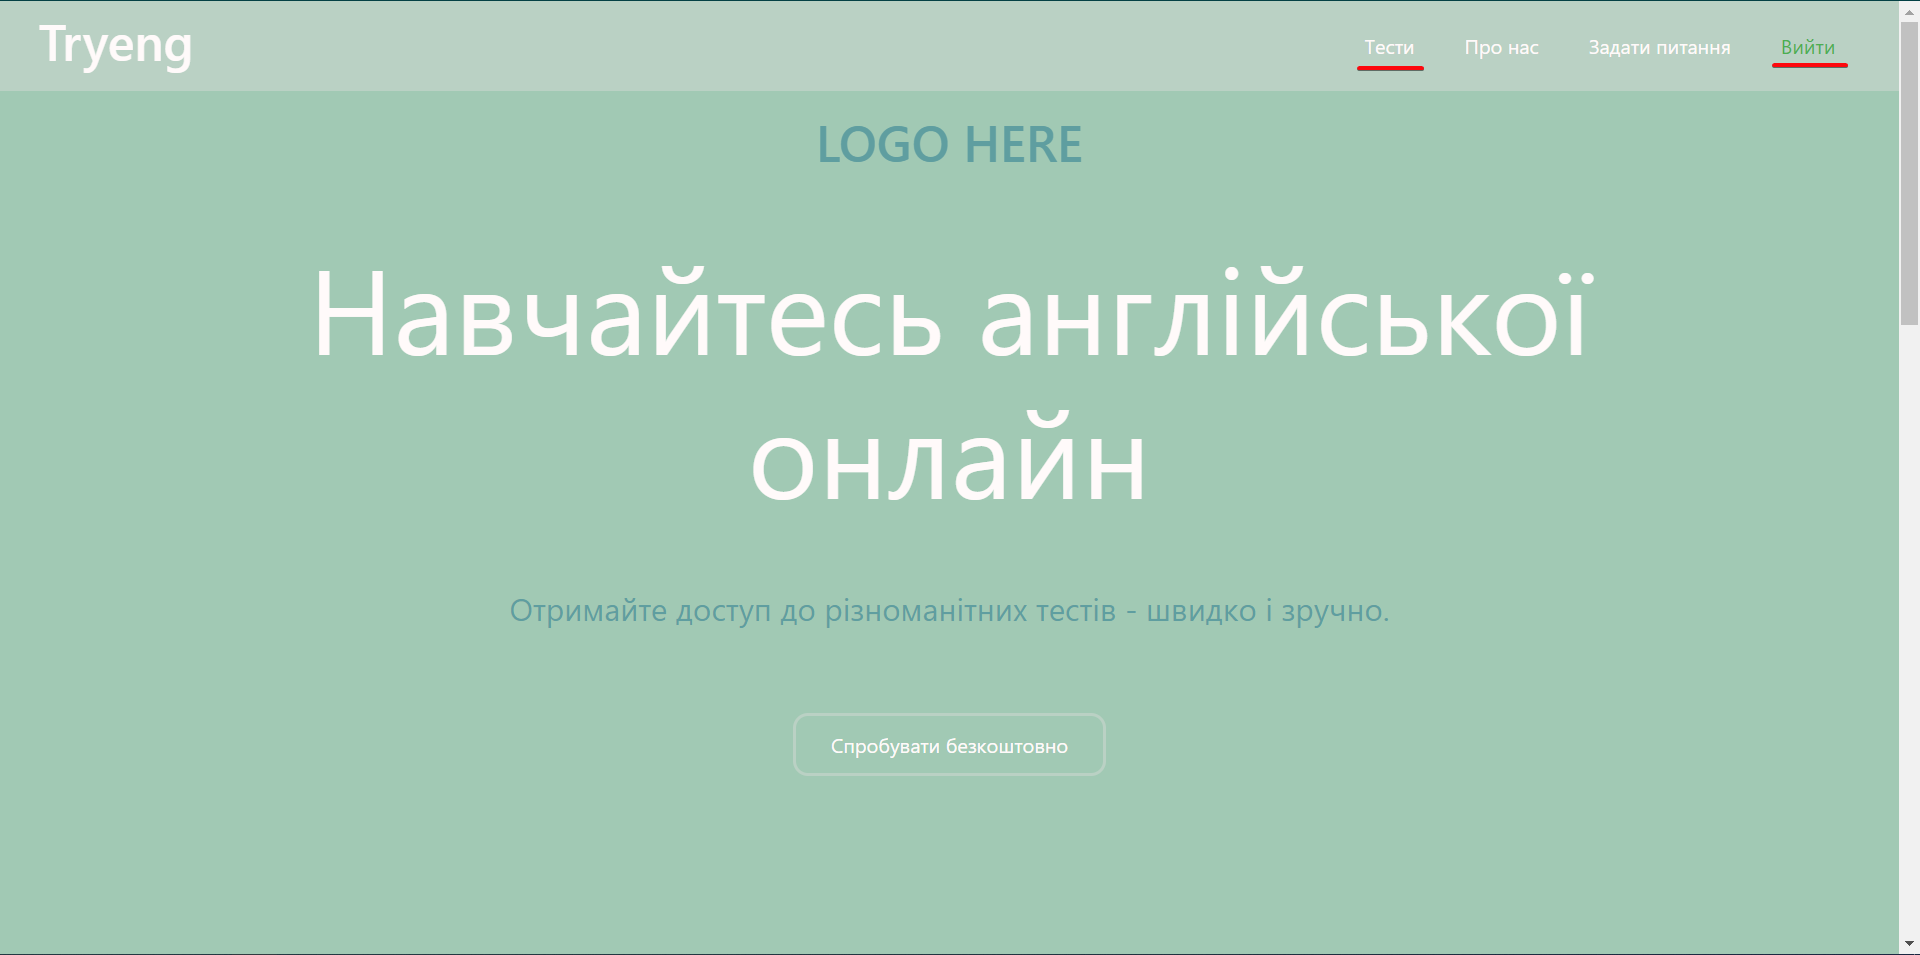 Tryeng
Тести Про нас Задати питання Вийти
LOGO HERE
Навчайтесь англійської
онлайн
Отримайте доступ до різноманітних тестів - швидко і зручно.
Спробувати безкоштовно